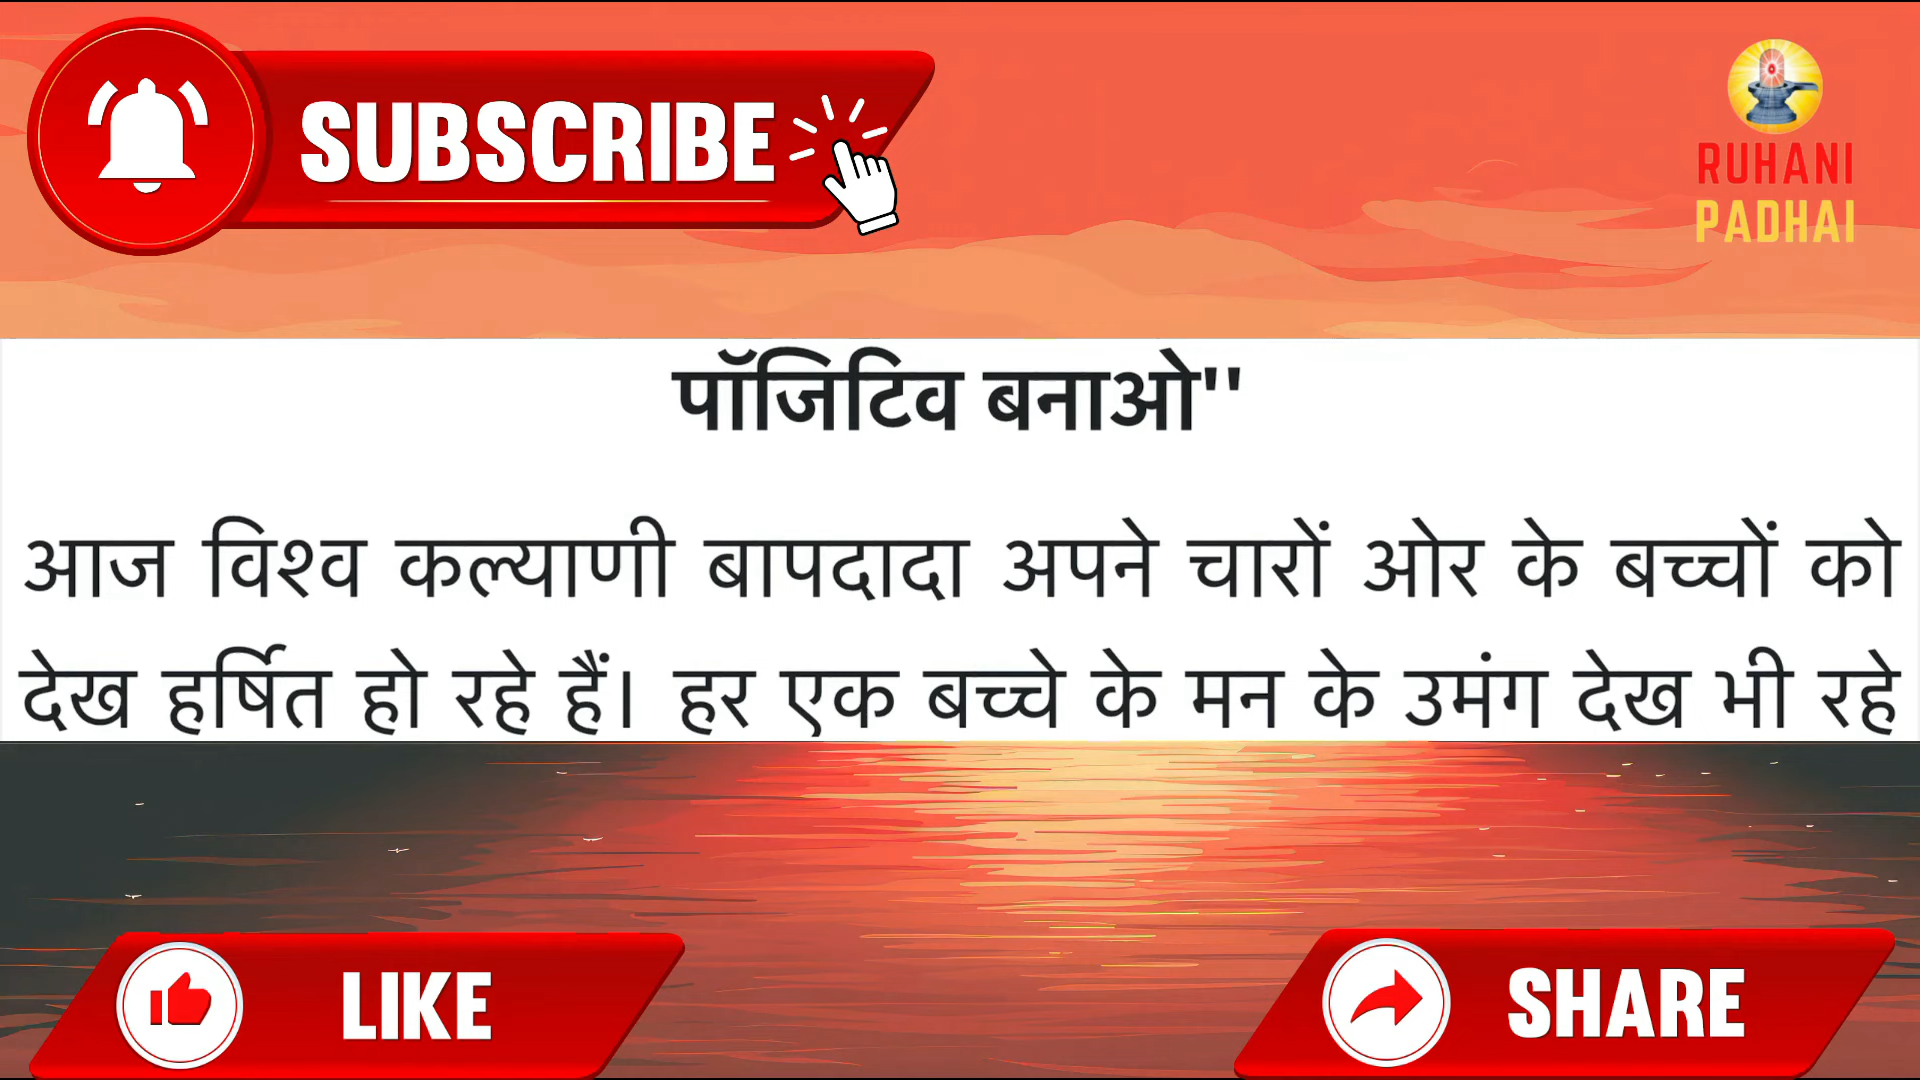 SUBSCRIBE
RUHANI
PADHAI
पॉजिटिव बनाओ''
आज विश्व कल्याणी बापदादा अपने चारों ओर के बच्चों को
देख हर्षित हो रहे हैं। हर एक बच्चे के मन के उमंग देख भी रहे
LIKE
SHARE